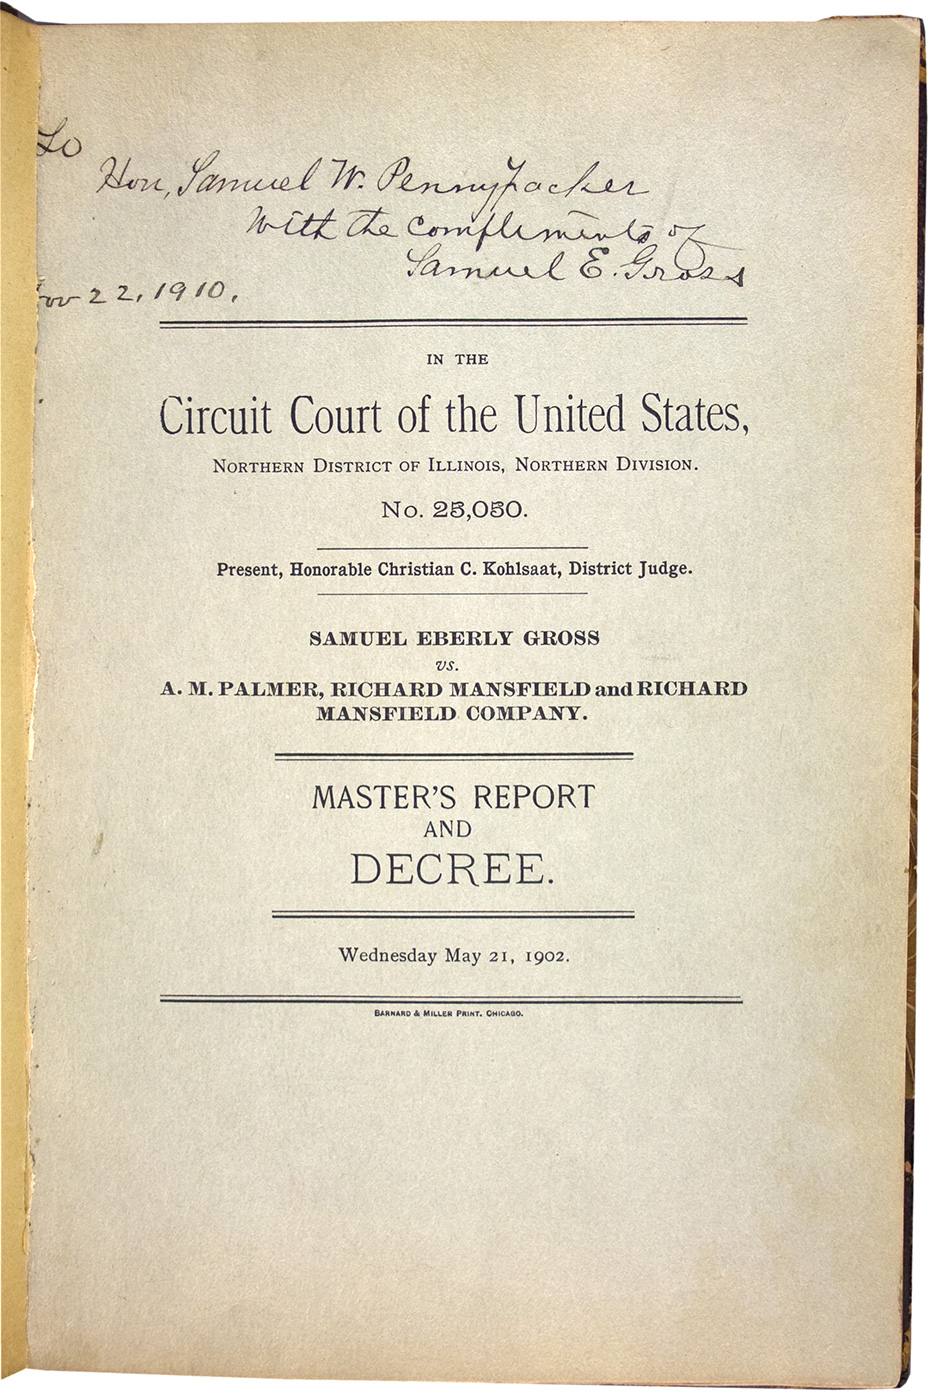 To
Hon, Samuel W. Pennypacker
With the compliments of
Samuel E. Gross
Nov 22, 1910.
IN THE
Circuit Court of the United States,
NORTHERN DISTRICT OF ILLINOIS, NORTHERN DIVISION.
No. 25,050.
Present, Honorable Christian C. Kohlsaat, District Judge.
SAMUEL EBERLY GROSS
vs.
A. M. PALMER, RICHARD MANSFIELD and RICHARD
MANSFIELD COMPANY.
MASTER'S REPORT
AND
DECREE.
Wednesday May 21, 1902.
BARNARD & MILLER PRINT. CHICAGO.